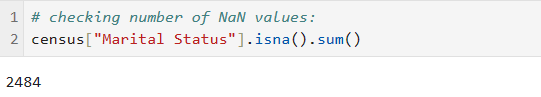 1 # checking number of NaN values:
2 census["Marital Status"].isna().sum()
2484